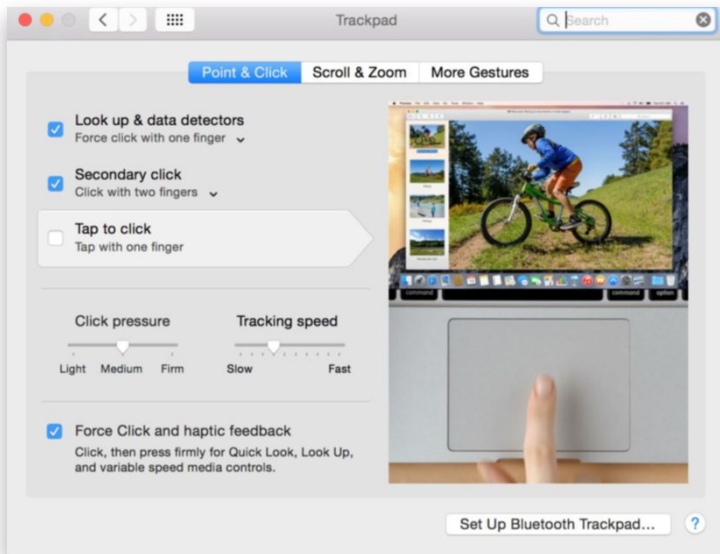 Trackpad
Search
Point & Click
Scroll & Zoom
More Gestures
Look up & data detectors
Force click with one finger
Secondary click
Click with two fingers
Tap to click
Tap with one finger
Click pressure
Light Medium Firm
Tracking speed
Slow Fast
Force Click and haptic feedback
Click, then press firmly for Quick Look, Look Up,
and variable speed media controls.
command
command option
Set Up Bluetooth Trackpad...
?